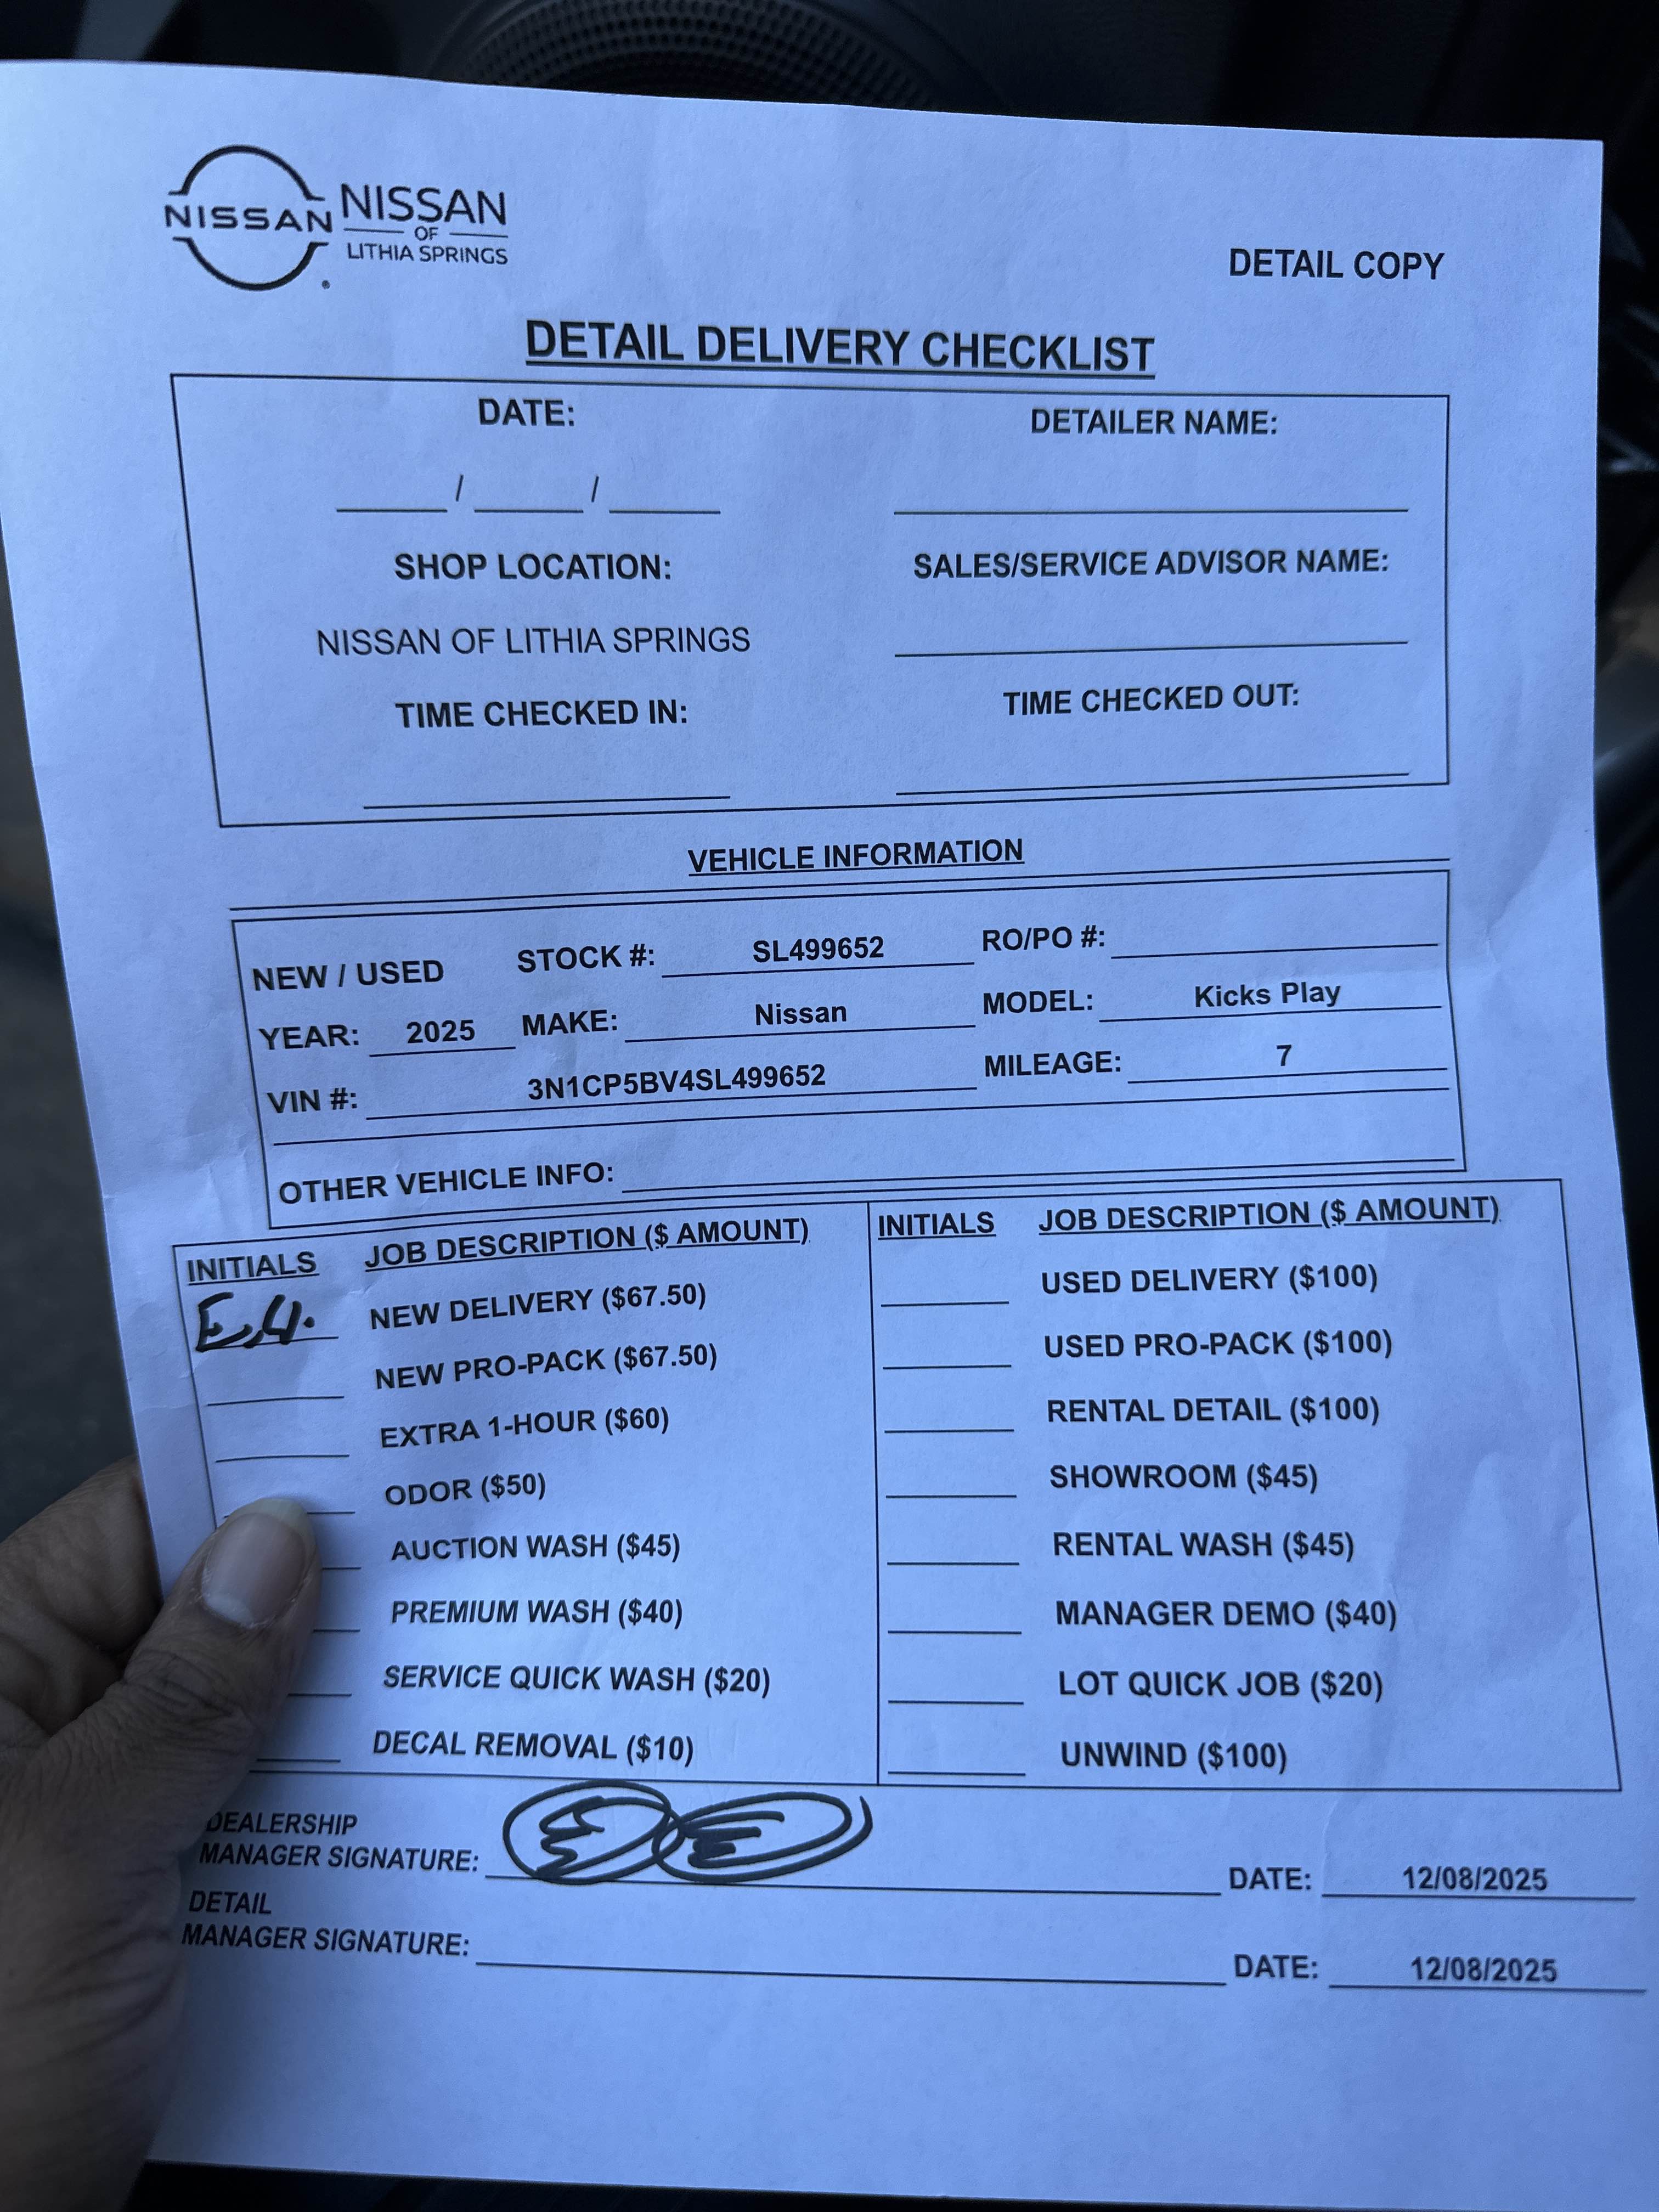 NISSAN NISSAN
OF
LITHIA SPRINGS
DETAIL COPY
DETAIL DELIVERY CHECKLIST
DATE: DETAILER NAME:
____ / ____ / ____ ____
SHOP LOCATION: SALES/SERVICE ADVISOR NAME:
NISSAN OF LITHIA SPRINGS
TIME CHECKED IN: TIME CHECKED OUT:
VEHICLE INFORMATION
NEW / USED STOCK #: SL499652 RO/PO #:
YEAR: 2025 MAKE: Nissan MODEL: Kicks Play
VIN #: 3N1CP5BV4SL499652 MILEAGE: 7
OTHER VEHICLE INFO:
INITIALS JOB DESCRIPTION ($ AMOUNT) INITIALS JOB DESCRIPTION ($ AMOUNT)
NEW DELIVERY ($67.50) USED DELIVERY ($100)
NEW PRO-PACK ($67.50) USED PRO-PACK ($100)
EXTRA 1-HOUR ($60) RENTAL DETAIL ($100)
ODOR ($50) SHOWROOM ($45)
AUCTION WASH ($45) RENTAL WASH ($45)
PREMIUM WASH ($40) MANAGER DEMO ($40)
SERVICE QUICK WASH ($20) LOT QUICK JOB ($20)
DECAL REMOVAL ($10) UNWIND ($100)
DEALERSHIP
MANAGER SIGNATURE: DATE: 12/08/2025
DETAIL
MANAGER SIGNATURE: DATE: 12/08/2025